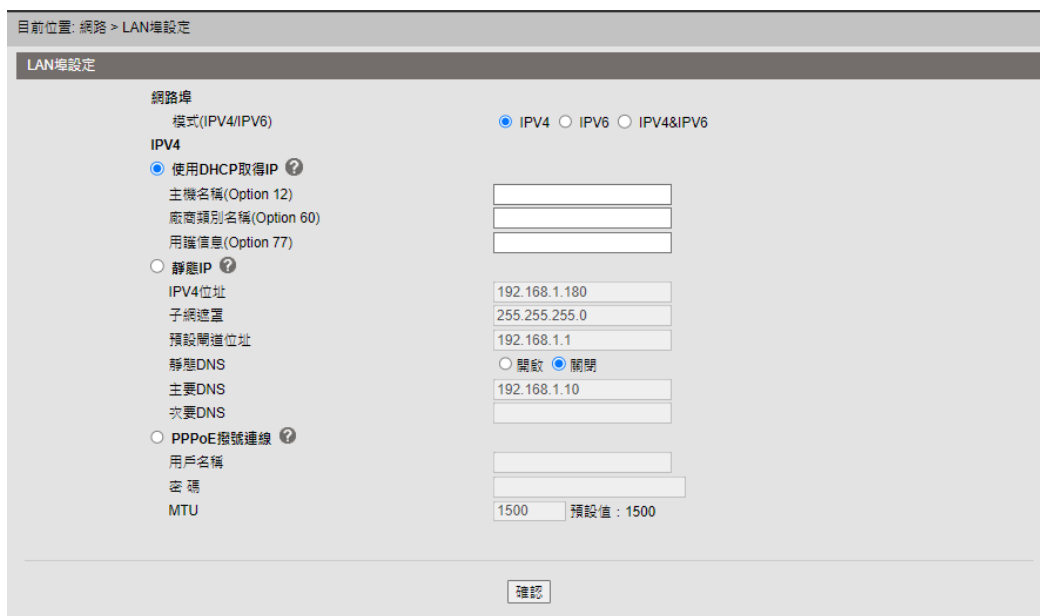 目前位置: 網路 > LAN埠設定
LAN埠設定
網路埠
模式(IPV4/IPV6) IPV4 IPV6 IPV4&IPV6
IPV4
使用DHCP取得IP ?
主機名稱(Option 12)
廠商類別名稱(Option 60)
用護信息(Option 77)
靜態IP ?
IPV4位址 192.168.1.180
子網遮罩 255.255.255.0
預設閘道位址 192.168.1.1
靜態DNS 開啟 關閉
主要DNS 192.168.1.10
次要DNS
PPPoE撥號連線 ?
用戶名稱
密 碼
MTU 1500 預設值：1500
確認